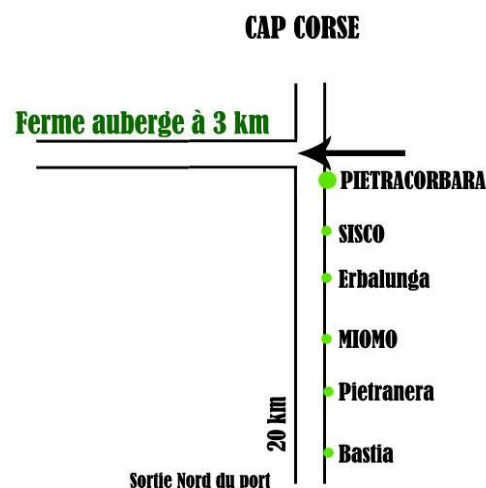 CAP CORSE
Ferme auberge à 3 km
PIETRACORBARA
SISCO
Erbalunga
MIOMO
Pietranera
20 km
Bastia
Sortie Nord du port